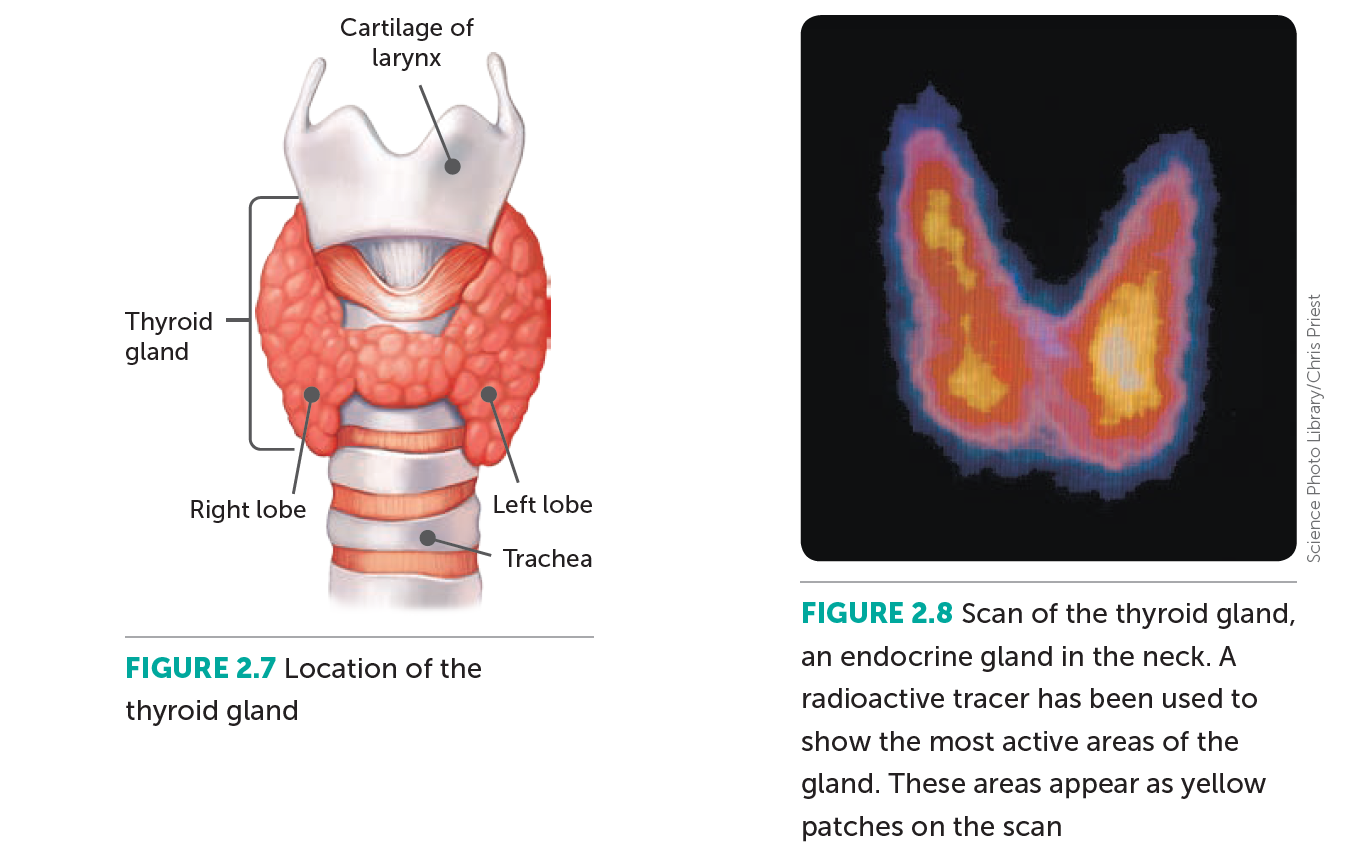 Cartilage of
larynx
Thyroid
gland
Right lobe
Left lobe
Trachea
FIGURE 2.7 Location of the
thyroid gland
Science Photo Library/Chris Priest
FIGURE 2.8 Scan of the thyroid gland,
an endocrine gland in the neck. A
radioactive tracer has been used to
show the most active areas of the
gland. These areas appear as yellow
patches on the scan